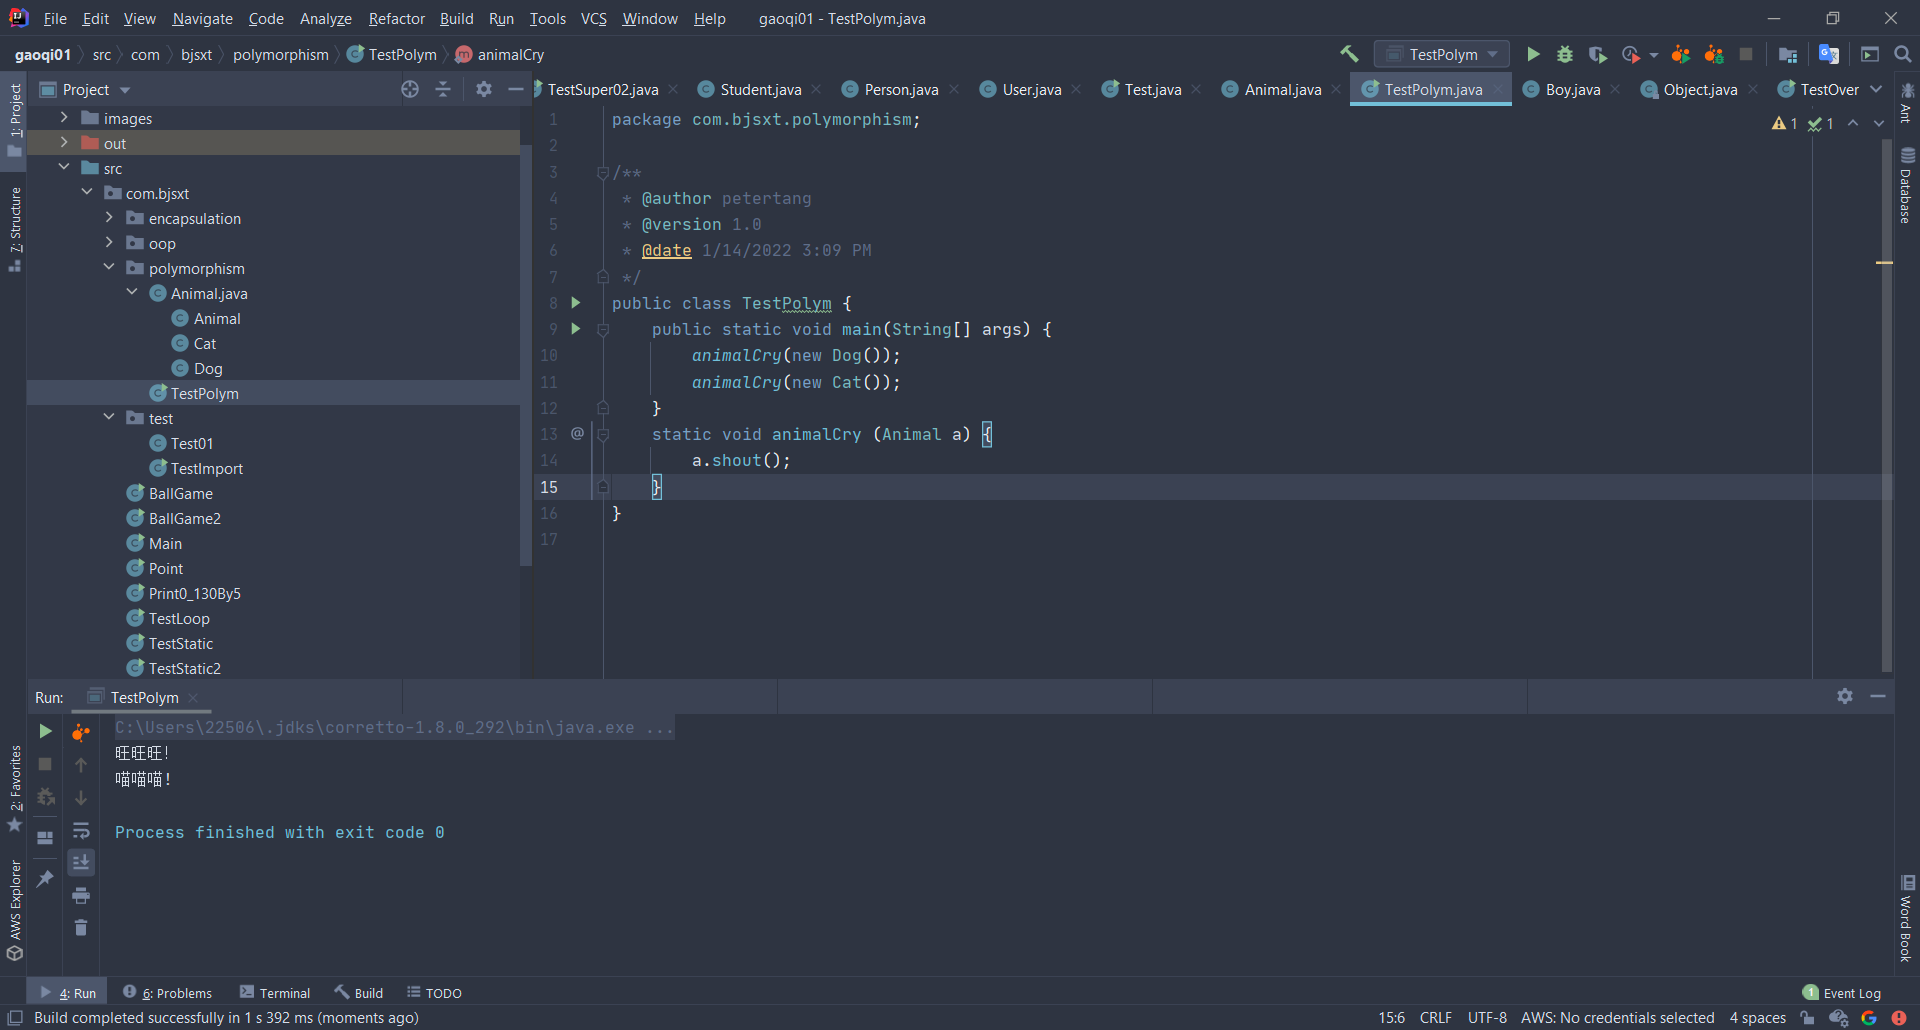 File Edit View Navigate Code Analyze Refactor Build Run Tools VCS Window Help gaoqi01 - TestPolym.java
gaoqi01 src com bjsxt polymorphism TestPolym animalCry
TestPolym
1: Project
7: Structure
2: Favorites
AWS Explorer
Project
images
out
src
com.bjsxt
encapsulation
oop
polymorphism
Animal.java
Animal
Cat
Dog
TestPolym
test
Test01
TestImport
BallGame
BallGame2
Main
Point
Print0_130By5
TestLoop
TestStatic
TestStatic2
TestSuper02.java Student.java Person.java User.java Test.java Animal.java TestPolym.java Boy.java Object.java TestOver
1 1
1 package com.bjsxt.polymorphism;
2
3 /**
4 * @author petertang
5 * @version 1.0
6 * @date 1/14/2022 3:09 PM
7 */
8 public class TestPolym {
9 public static void main(String[] args) {
10 animalCry(new Dog());
11 animalCry(new Cat());
12 }
13 @ static void animalCry (Animal a) {
14 a.shout();
15 }
16 }
17
Ant
Database
Word Book
Run: TestPolym
C:\Users\22506\.jdks\corretto-1.8.0_292\bin\java.exe ...
旺旺旺!
喵喵喵!
Process finished with exit code 0
4: Run 6: Problems Terminal Build TODO 1 Event Log
Build completed successfully in 1 s 392 ms (moments ago) 15:6 CRLF UTF-8 AWS: No credentials selected 4 spaces